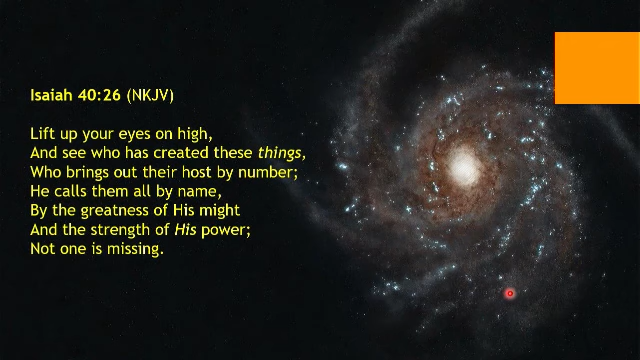 Isaiah 40:26 (NKJV)
Lift up your eyes on high,
And see who has created these things,
Who brings out their host by number;
He calls them all by name,
By the greatness of His might
And the strength of His power;
Not one is missing.